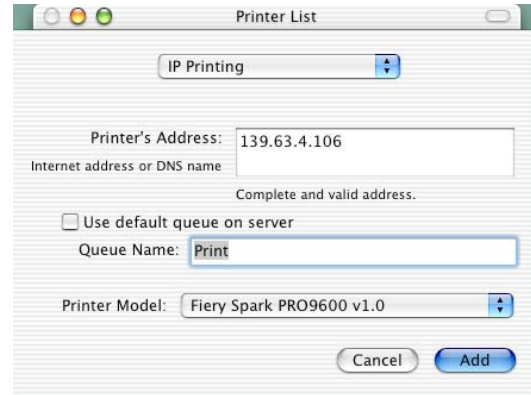 Printer List
IP Printing
Printer's Address: 139.63.4.106
Internet address or DNS name
Complete and valid address.
Use default queue on server
Queue Name: Print
Printer Model: Fiery Spark PRO9600 v1.0
Cancel Add